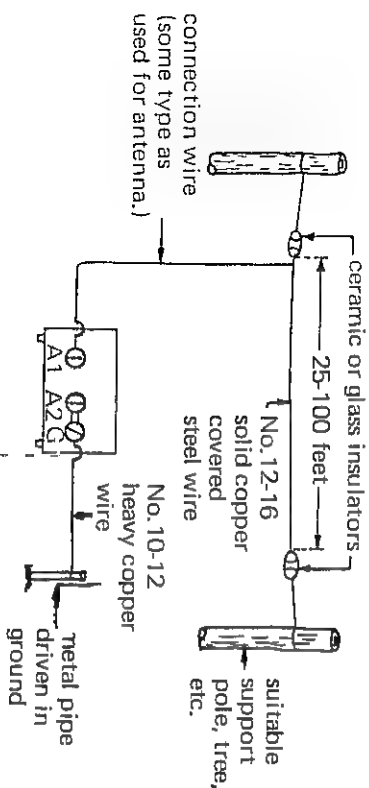 ceramic or glass insulators
25-100 feet
No. 12-16
solid copper
covered
steel wire
suitable
support
pole, tree,
etc.
connection wire
(some type as
used for antenna.)
A1 A2 G
No. 10-12
heavy copper
wire
metal pipe
driven in
ground